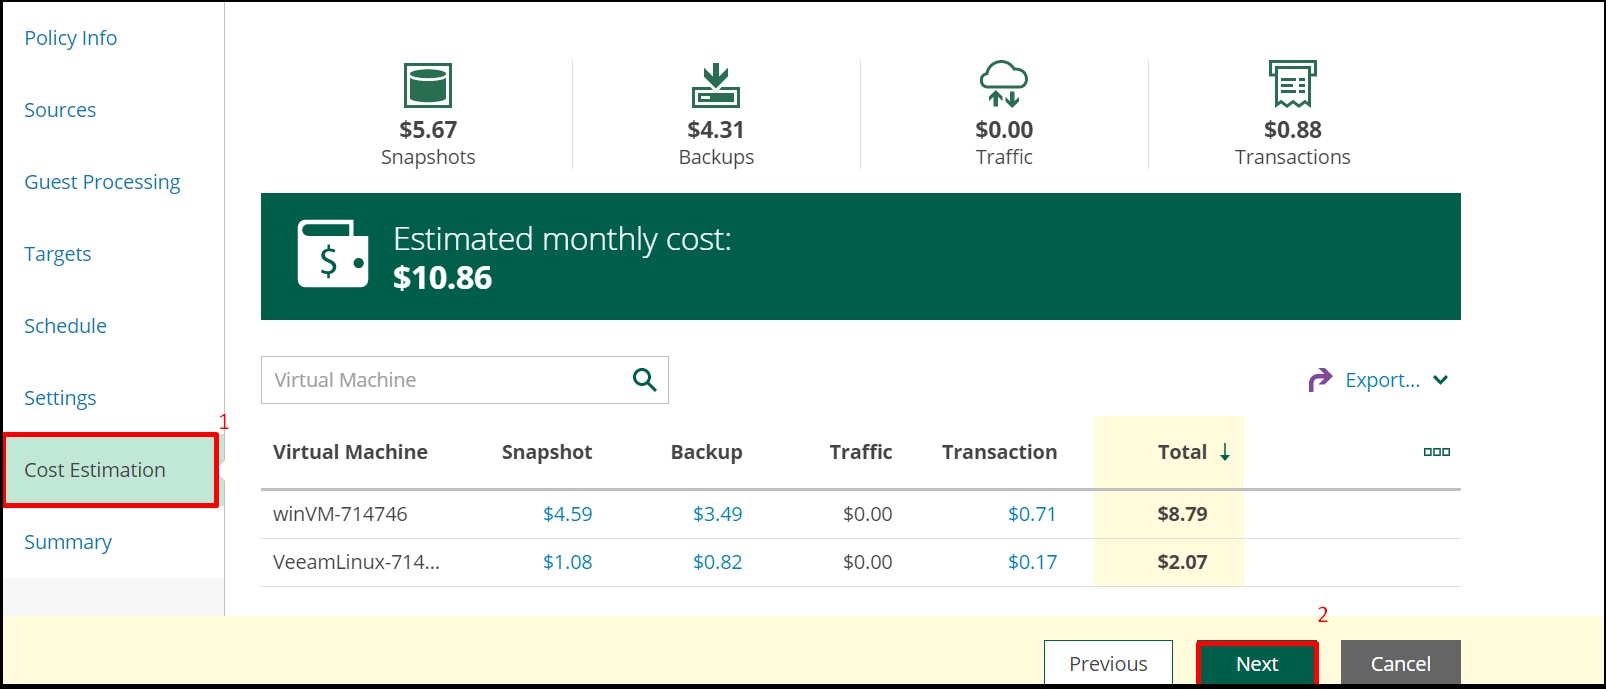 Policy Info
Sources
Guest Processing
Targets
Schedule
Settings
1
Cost Estimation
Summary
$5.67 $4.31 $0.00 $0.88
Snapshots Backups Traffic Transactions
$
Estimated monthly cost:
$10.86
Virtual Machine
Export...
Virtual Machine Snapshot Backup Traffic Transaction Total
winVM-714746 $4.59 $3.49 $0.00 $0.71 $8.79
VeeamLinux-714... $1.08 $0.82 $0.00 $0.17 $2.07
2
Previous Next Cancel